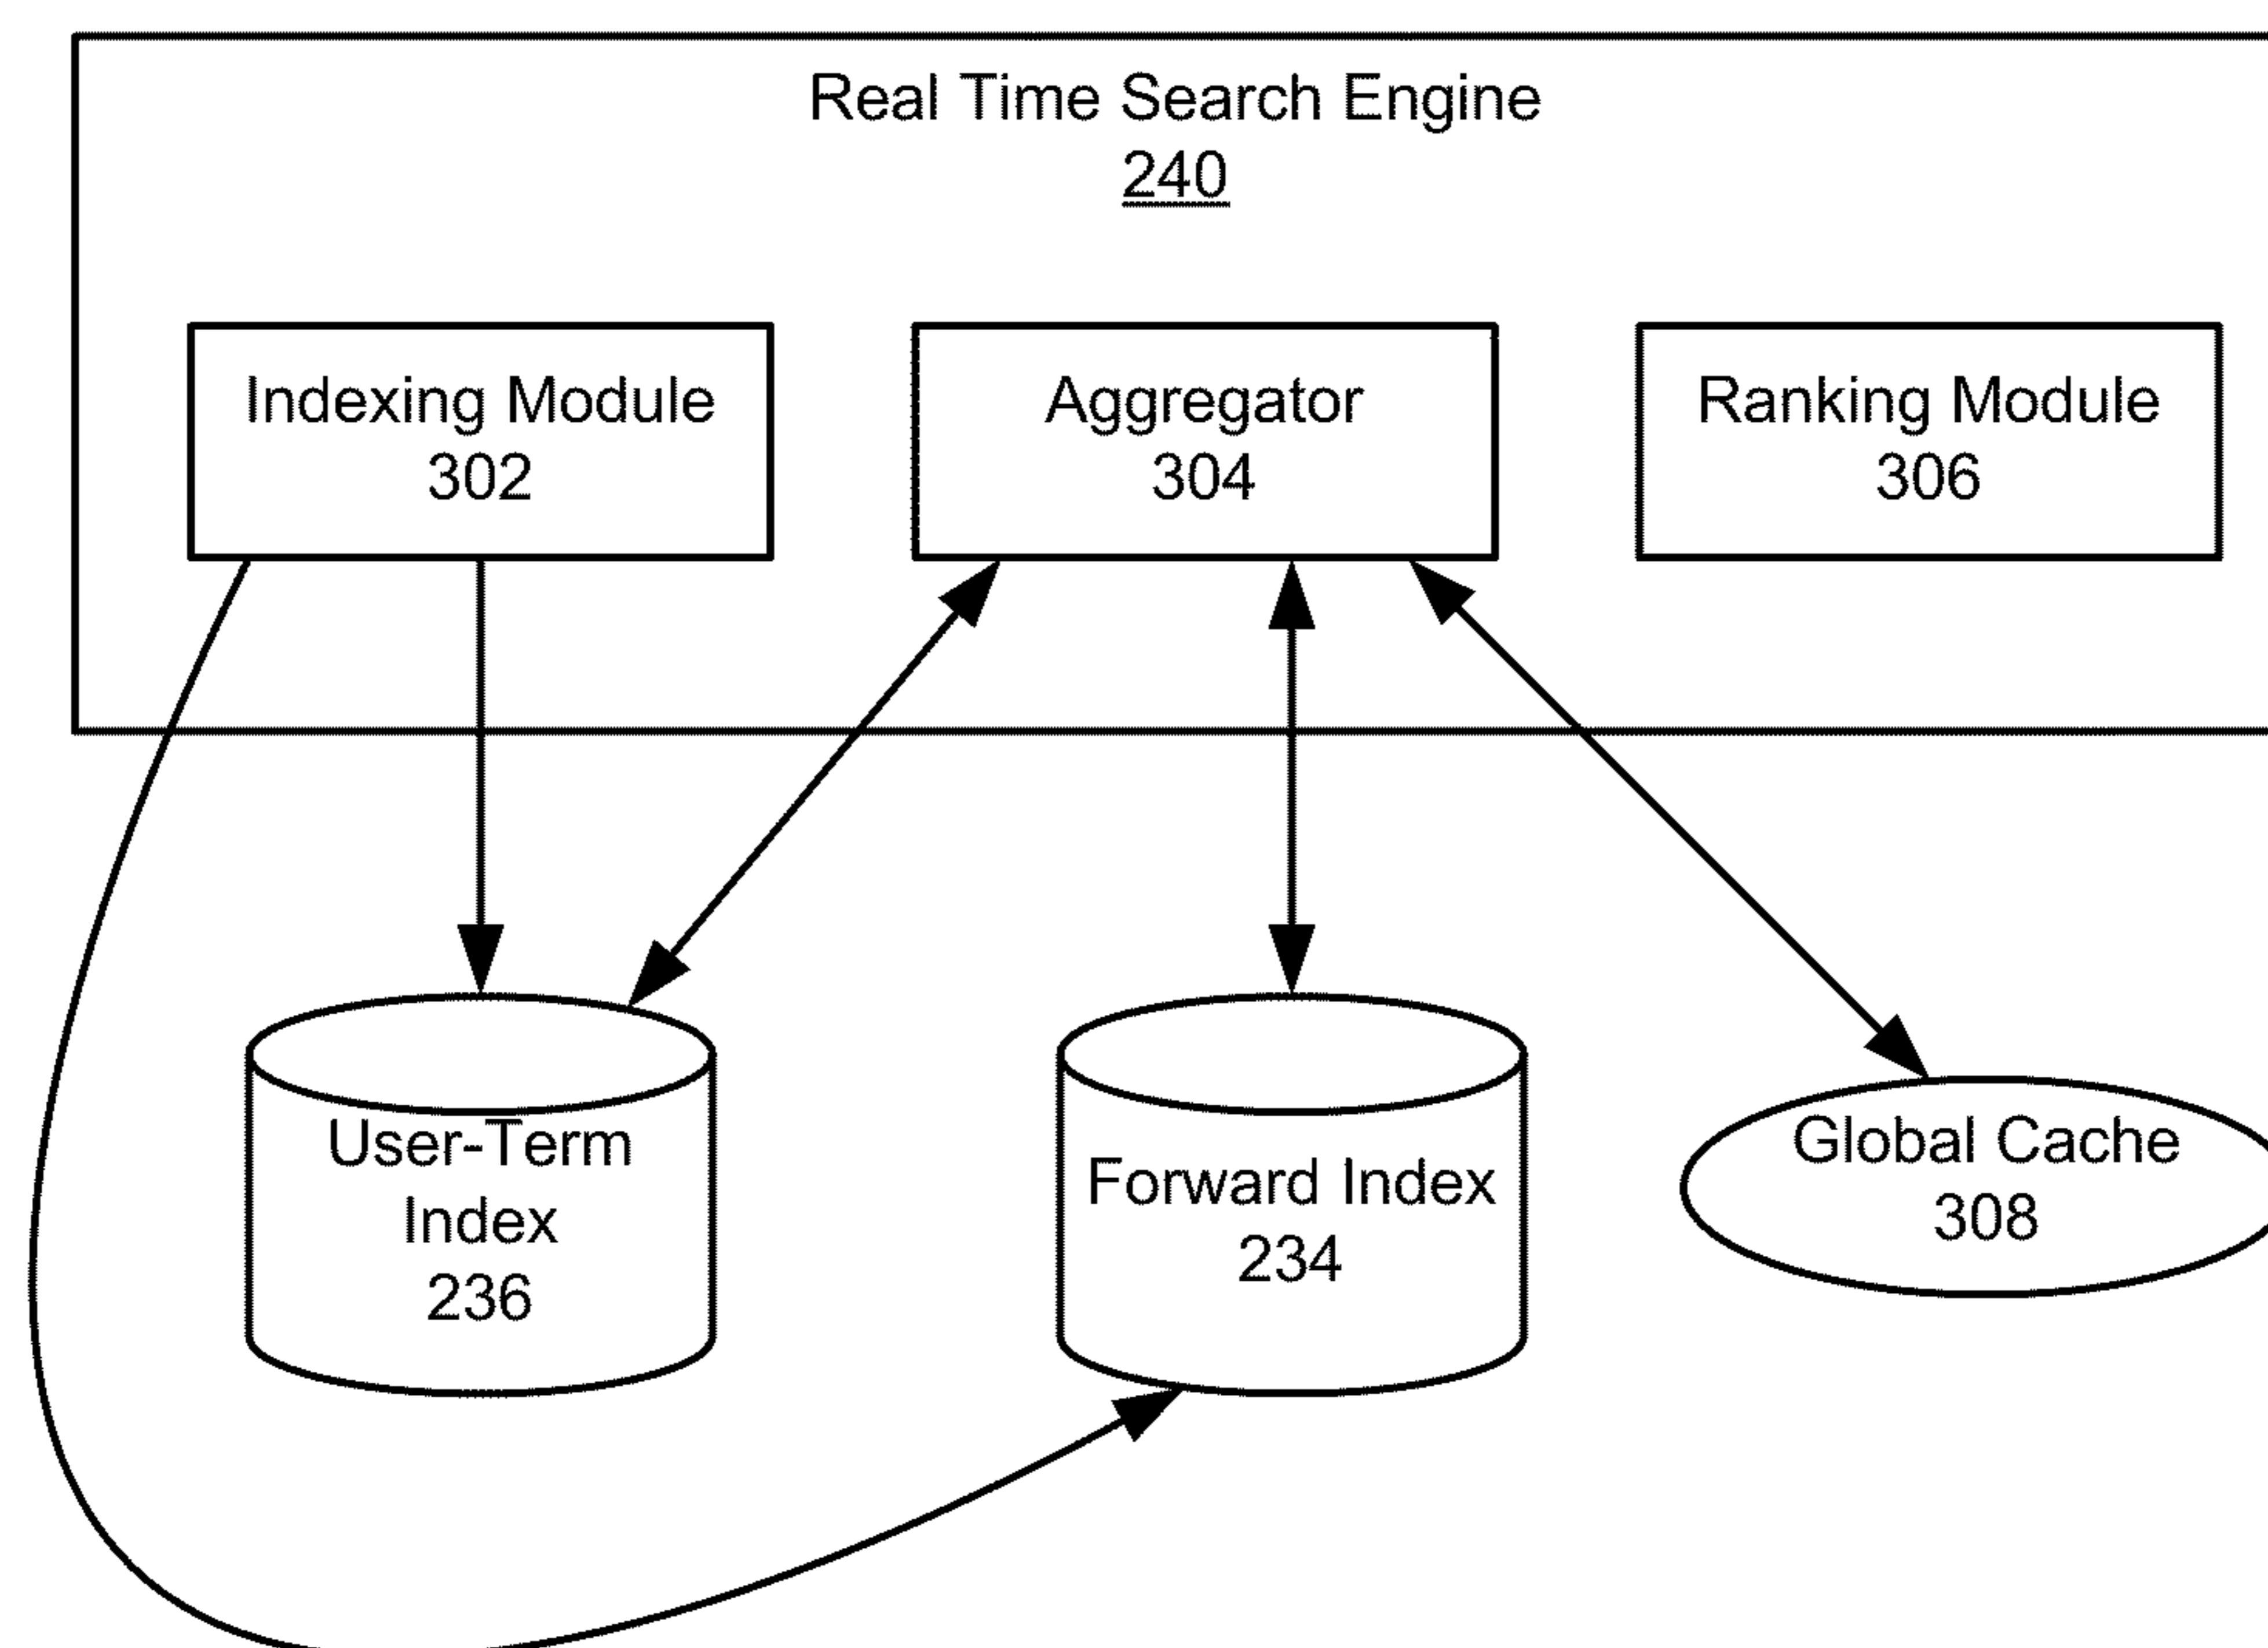 Real Time Search Engine
240
Indexing Module
302
Aggregator
304
Ranking Module
306
User-Term
Index
236
Forward Index
234
Global Cache
308